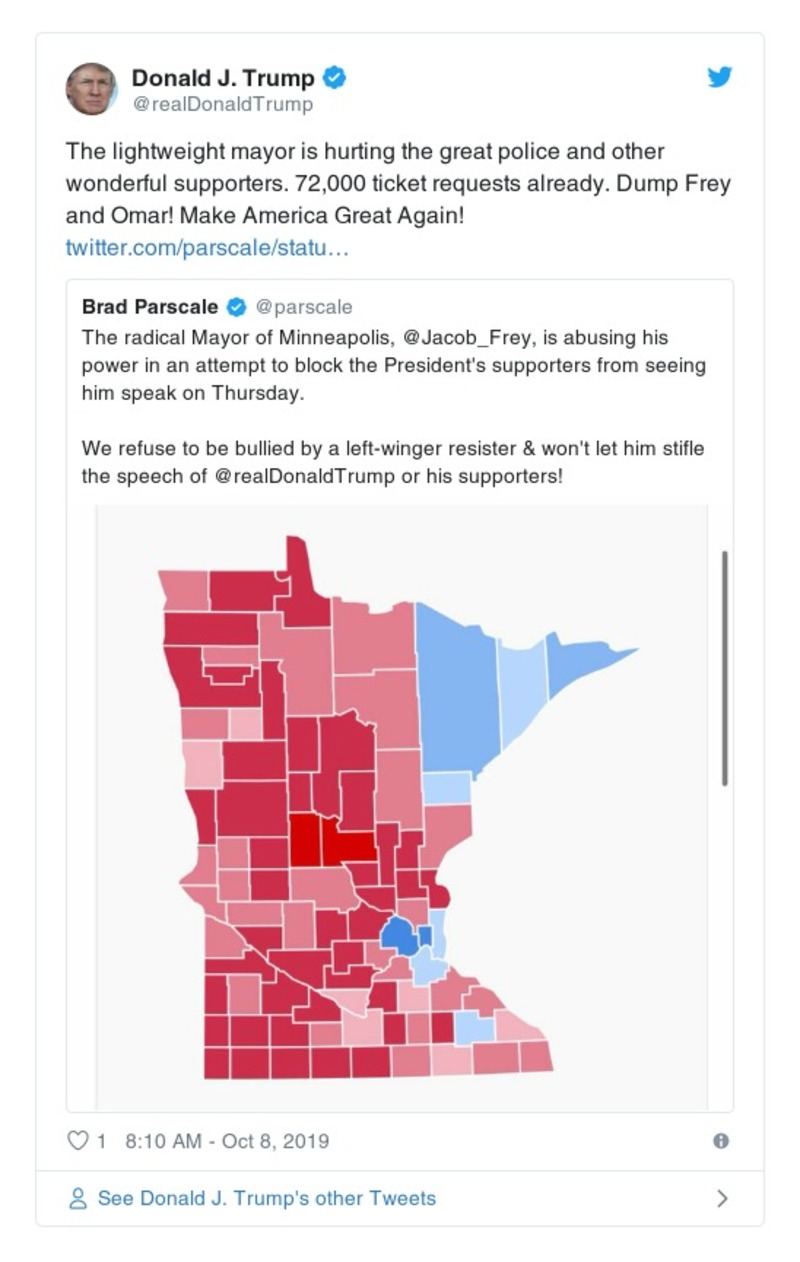 Donald J. Trump
@realDonaldTrump
The lightweight mayor is hurting the great police and other
wonderful supporters. 72,000 ticket requests already. Dump Frey
and Omar! Make America Great Again!
twitter.com/parscale/statu…
Brad Parscale @parscale
The radical Mayor of Minneapolis, @Jacob_Frey, is abusing his
power in an attempt to block the President's supporters from seeing
him speak on Thursday.
We refuse to be bullied by a left-winger resister & won't let him stifle
the speech of @realDonaldTrump or his supporters!
1 8:10 AM - Oct 8, 2019
See Donald J. Trump's other Tweets